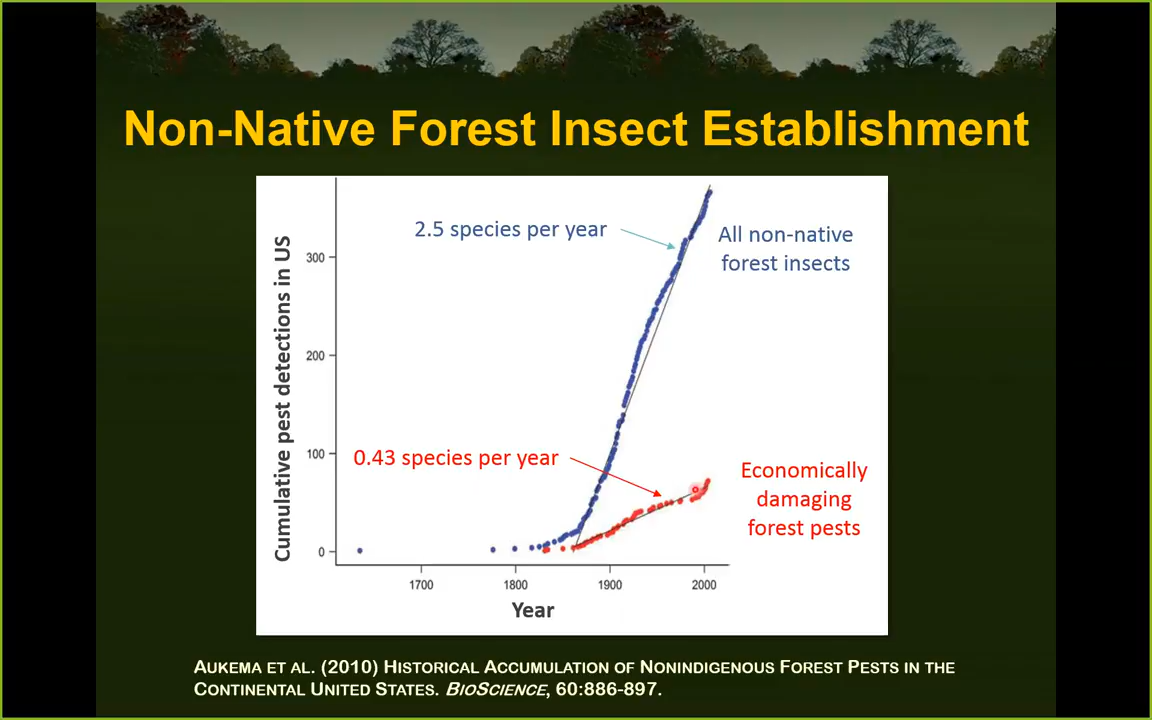 Non-Native Forest Insect Establishment
2.5 species per year
All non-native
forest insects
300
200
100
0
0.43 species per year
Economically
damaging
forest pests
Cumulative pest detections in US
1700
1800
1900
2000
Year
AUKEMA ET AL. (2010) HISTORICAL ACCUMULATION OF NONINDIGENOUS FOREST PESTS IN THE
CONTINENTAL UNITED STATES. BIOSCIENCE, 60:886-897.